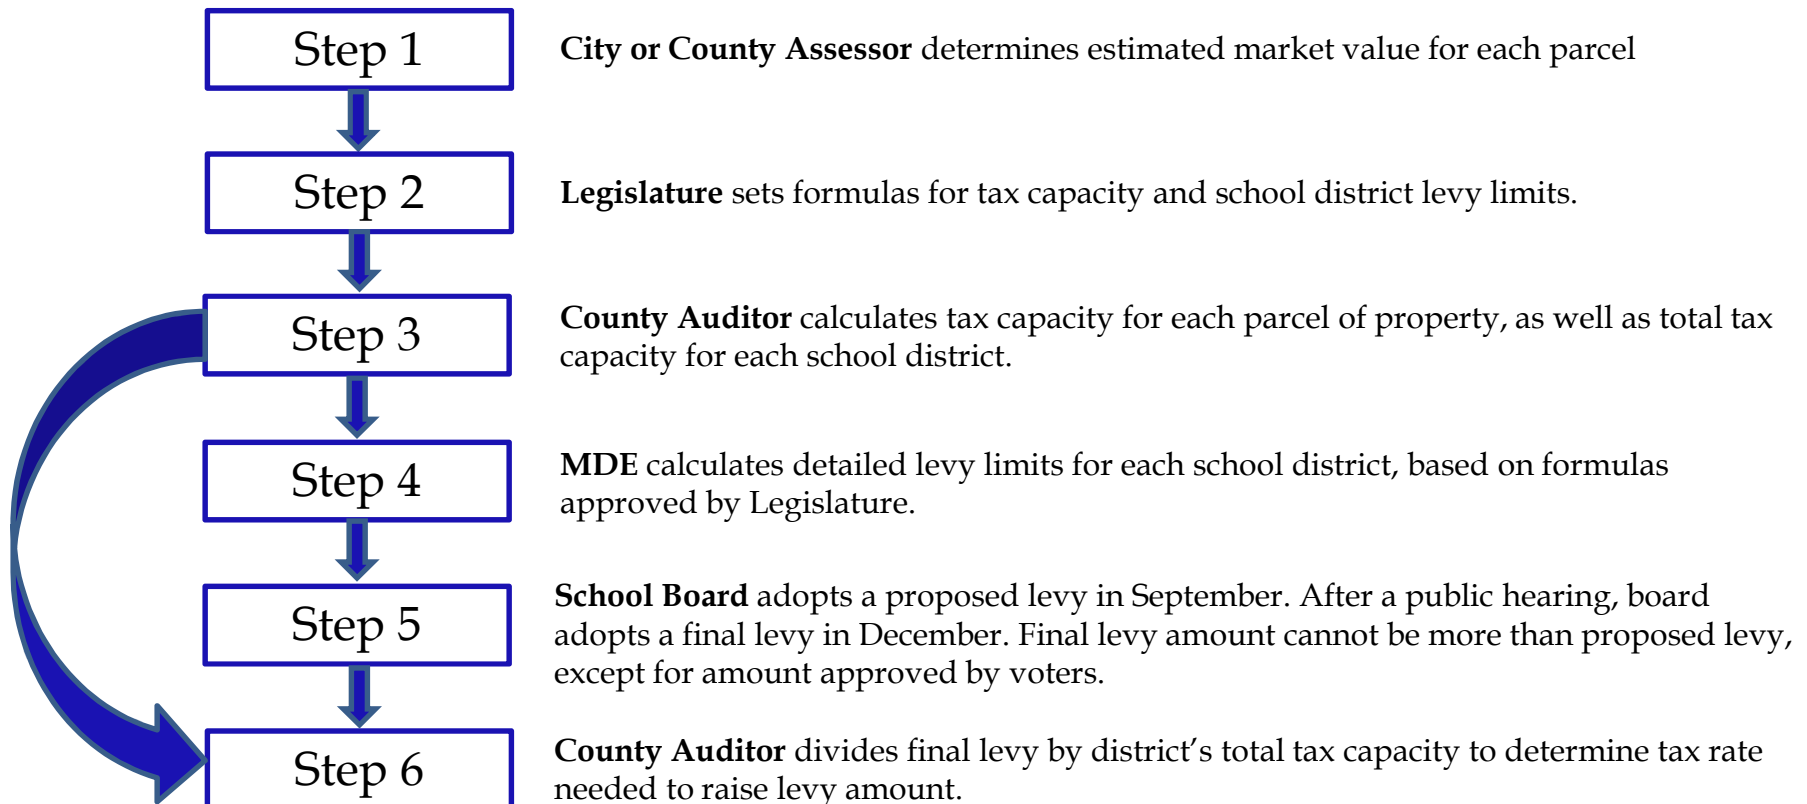 Step 1
City or County Assessor determines estimated market value for each parcel
Step 2
Legislature sets formulas for tax capacity and school district levy limits.
Step 3
County Auditor calculates tax capacity for each parcel of property, as well as total tax
capacity for each school district.
Step 4
MDE calculates detailed levy limits for each school district, based on formulas
approved by Legislature.
Step 5
School Board adopts a proposed levy in September. After a public hearing, board
adopts a final levy in December. Final levy amount cannot be more than proposed levy,
except for amount approved by voters.
Step 6
County Auditor divides final levy by district’s total tax capacity to determine tax rate
needed to raise levy amount.